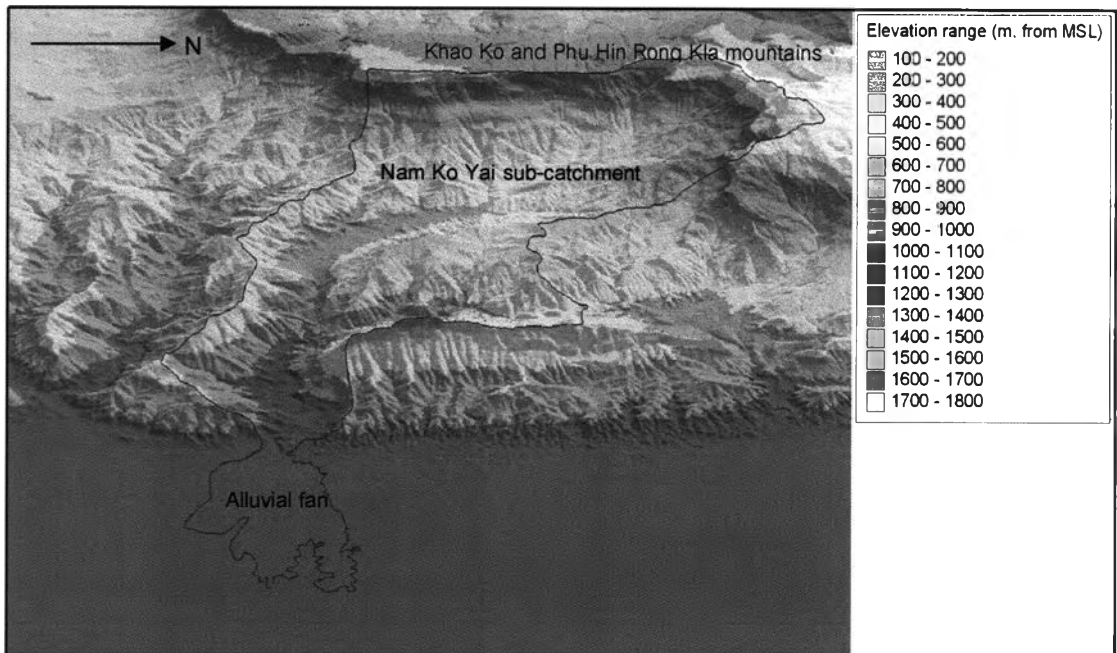 N
Khao Ko and Phu Hin Rong Kla mountains
Nam Ko Yai sub-catchment
Alluvial fan
Elevation range (m. from MSL)
100 - 200
200 - 300
300 - 400
400 - 500
500 - 600
600 - 700
700 - 800
800 - 900
900 - 1000
1000 - 1100
1100 - 1200
1200 - 1300
1300 - 1400
1400 - 1500
1500 - 1600
1600 - 1700
1700 - 1800